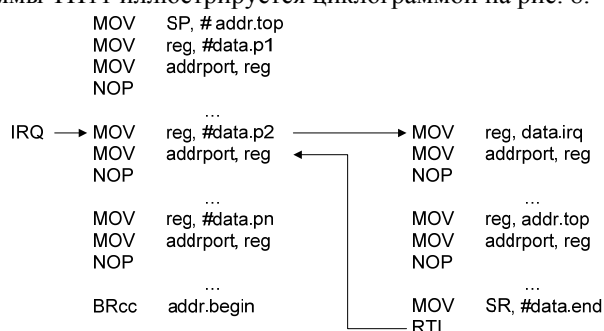 мы ТПП иллюстрируется циклограммой на рис. 6.
MOV SP, # addr.top
MOV reg, #data.p1
MOV addrport, reg
NOP
...
IRQ MOV reg, #data.p2 MOV reg, data.irq
MOV addrport, reg MOV addrport, reg
NOP NOP
... ...
MOV reg, #data.pn MOV reg, addr.top
MOV addrport, reg MOV addrport, reg
NOP NOP
... ...
BRcc addr.begin MOV SR, #data.end
RTI